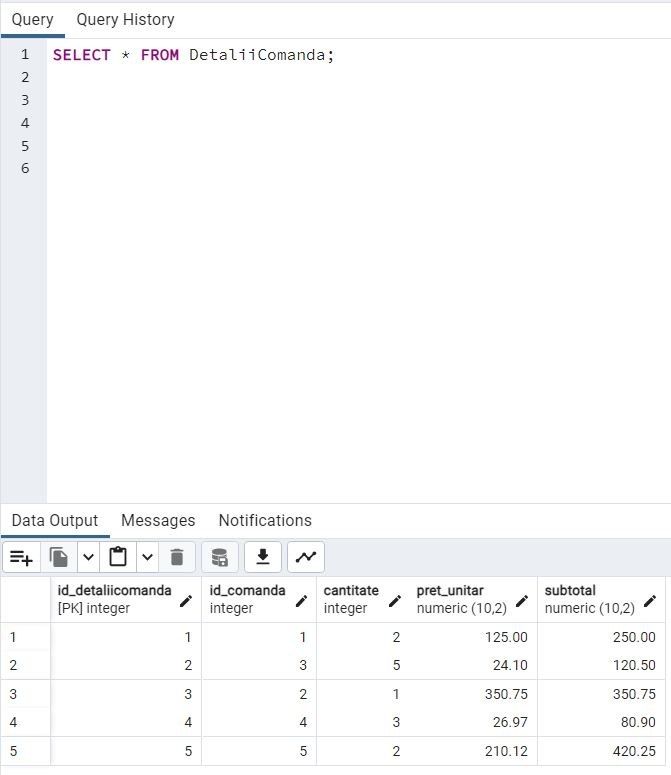 Query Query History
1 SELECT * FROM DetaliiComanda;
2
3
4
5
6
Data Output Messages Notifications
id_detaliicomanda id_comanda cantitate pret_unitar subtotal
[PK] integer integer integer numeric (10,2) numeric (10,2)
1 1 1 2 125.00 250.00
2 2 3 5 24.10 120.50
3 3 2 1 350.75 350.75
4 4 4 3 26.97 80.90
5 5 5 2 210.12 420.25